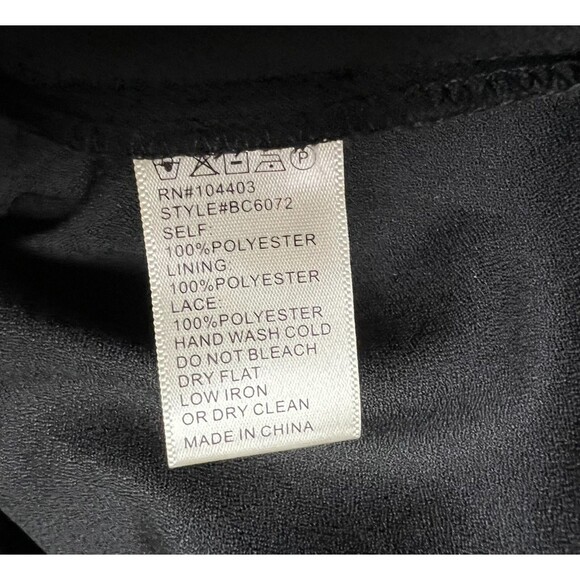 P
RN#104403
STYLE#BC6072
SELF:
100%POLYESTER
LINING:
100%POLYESTER
LACE:
100%POLYESTER
HAND WASH COLD
DO NOT BLEACH
DRY FLAT
LOW IRON
OR DRY CLEAN
MADE IN CHINA